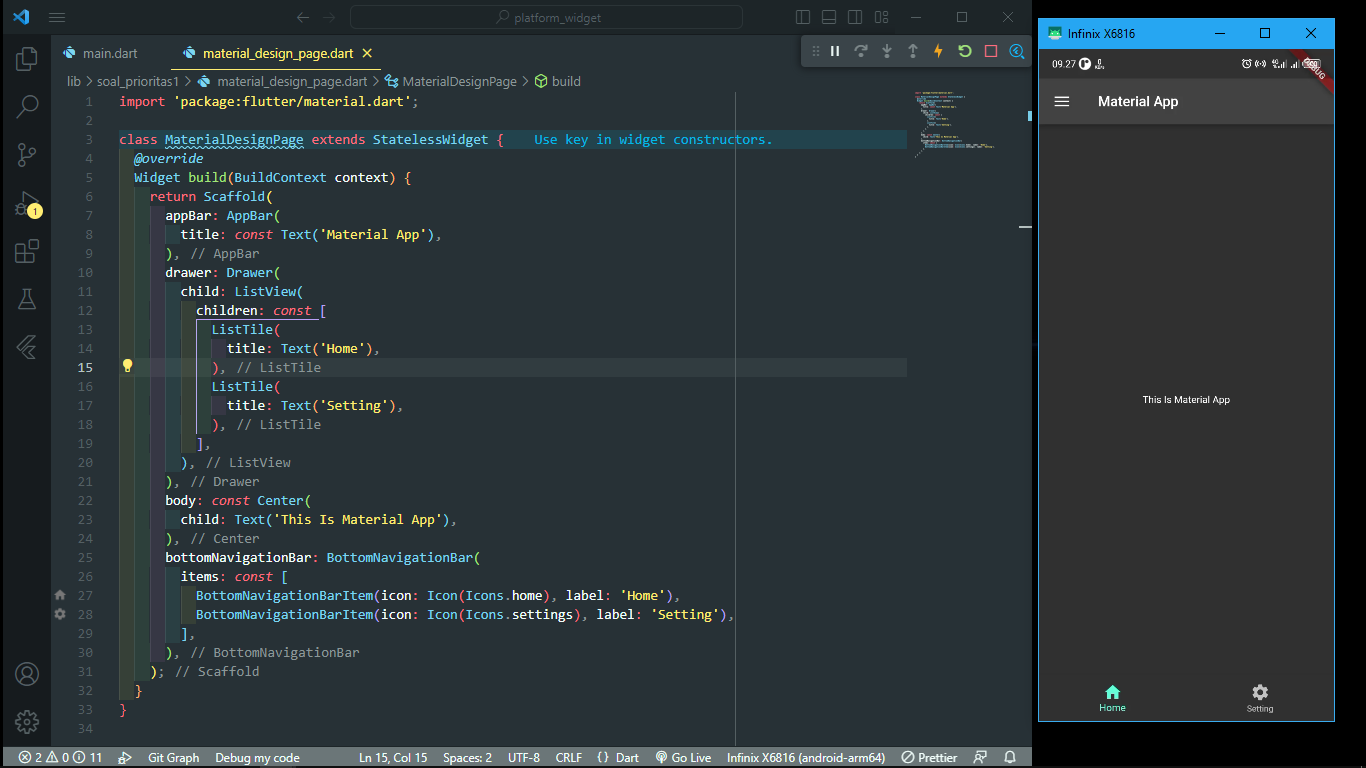 platform_widget
main.dart
material_design_page.dart
lib > soal_prioritas1 > material_design_page.dart > MaterialDesignPage > build
1 import 'package:flutter/material.dart';
2
3 class MaterialDesignPage extends StatelessWidget { Use key in widget constructors.
4 @override
5 Widget build(BuildContext context) {
6 return Scaffold(
7 appBar: AppBar(
8 title: const Text('Material App'),
9 ), // AppBar
10 drawer: Drawer(
11 child: ListView(
12 children: const [
13 ListTile(
14 title: Text('Home'),
15 ), // ListTile
16 ListTile(
17 title: Text('Setting'),
18 ), // ListTile
19 ],
20 ), // ListView
21 ), // Drawer
22 body: const Center(
23 child: Text('This Is Material App'),
24 ), // Center
25 bottomNavigationBar: BottomNavigationBar(
26 items: const [
27 BottomNavigationBarItem(icon: Icon(Icons.home), label: 'Home'),
28 BottomNavigationBarItem(icon: Icon(Icons.settings), label: 'Setting'),
29 ],
30 ), // BottomNavigationBar
31 ); // Scaffold
32 }
33 }
34
1
2 0 11 Git Graph Debug my code Ln 15, Col 15 Spaces: 2 UTF-8 CRLF {} Dart Go Live Infinix X6816 (android-arm64) Prettier
Infinix X6816
09.27
DEBUG
Material App
This Is Material App
Home
Setting